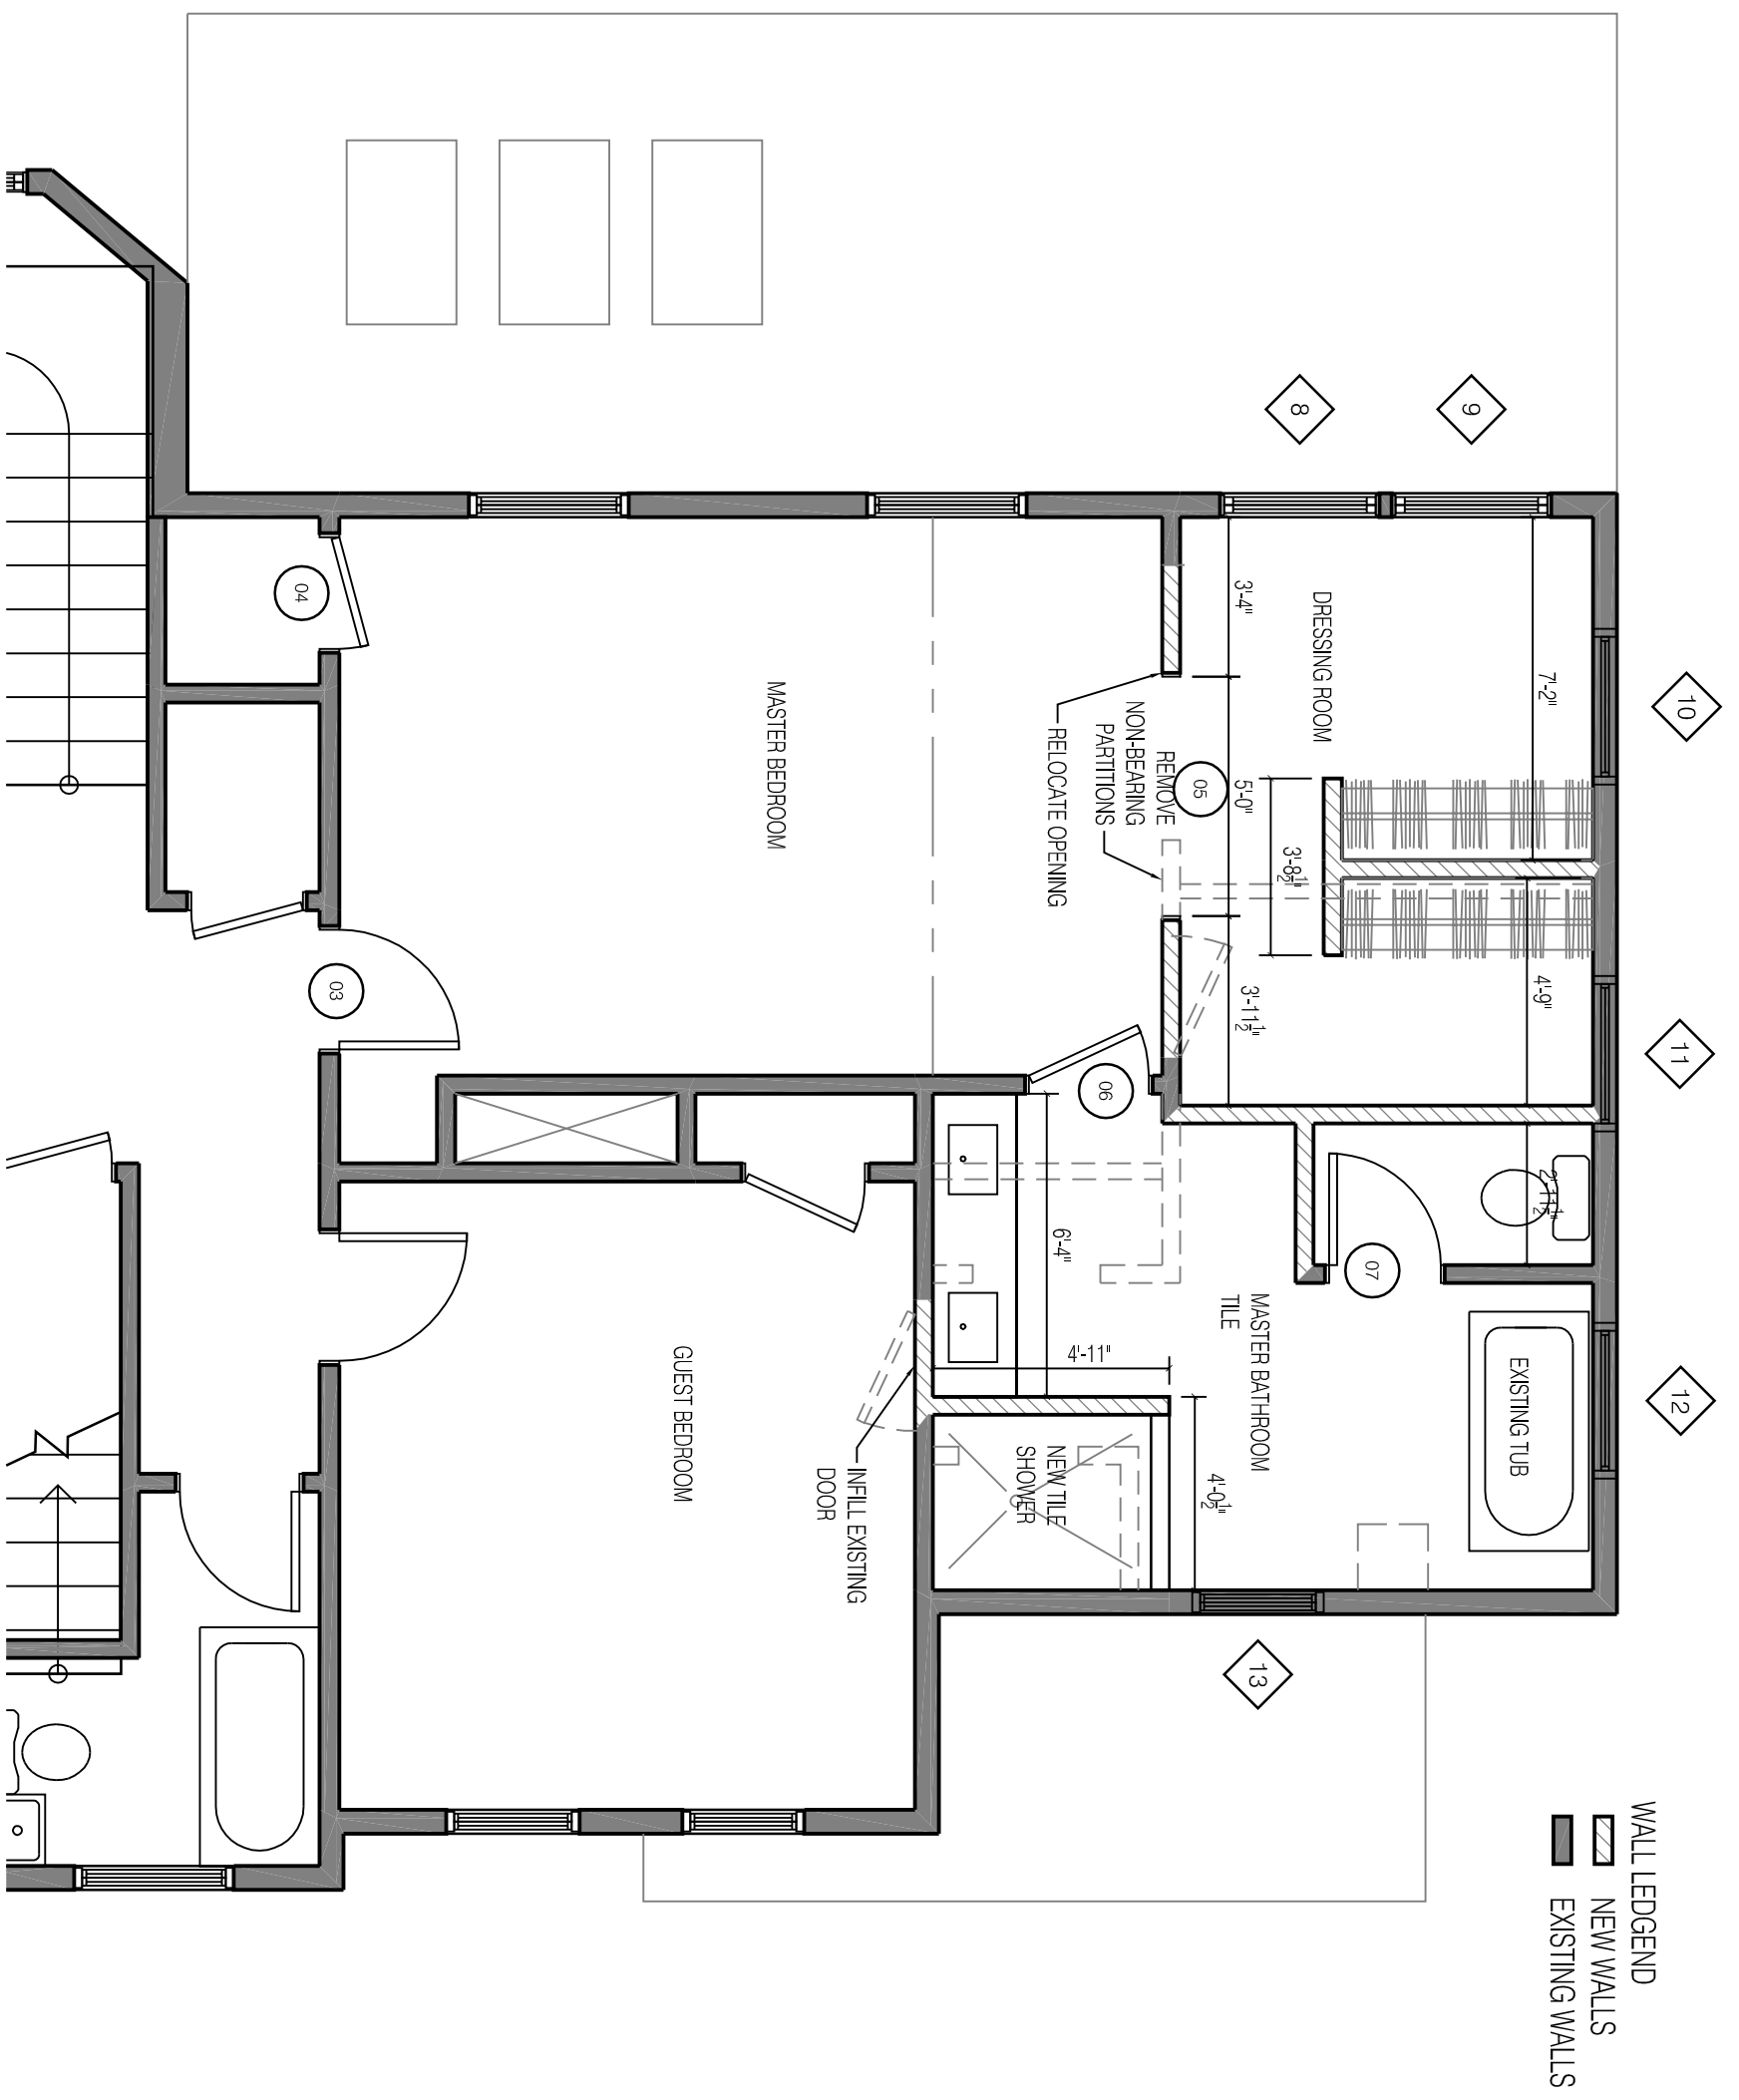 WALL LEDGEND
NEW WALLS
EXISTING WALLS
10
11
12
9
8
13
7'-2"
4'-9"
2'-11½"
EXISTING TUB
07
DRESSING ROOM
3'-8½"
3'-4"
5'-0"
3'-11½"
05
MASTER BATHROOM
TILE
4'-0½"
REMOVE
NON-BEARING
PARTITIONS
RELOCATE OPENING
06
6'-4"
4'-11"
NEW TILE
SHOWER
INFILL EXISTING
DOOR
MASTER BEDROOM
GUEST BEDROOM
04
03